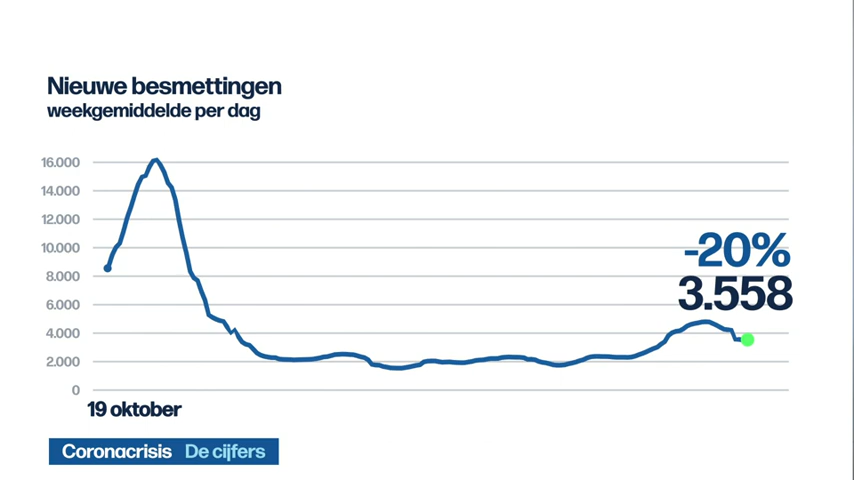 Nieuwe besmettingen
weekgemiddelde per dag
16.000
14.000
12.000
10.000
8.000
6.000
4.000
2.000
0
-20%
3.558
19 oktober
Coronacrisis De cijfers